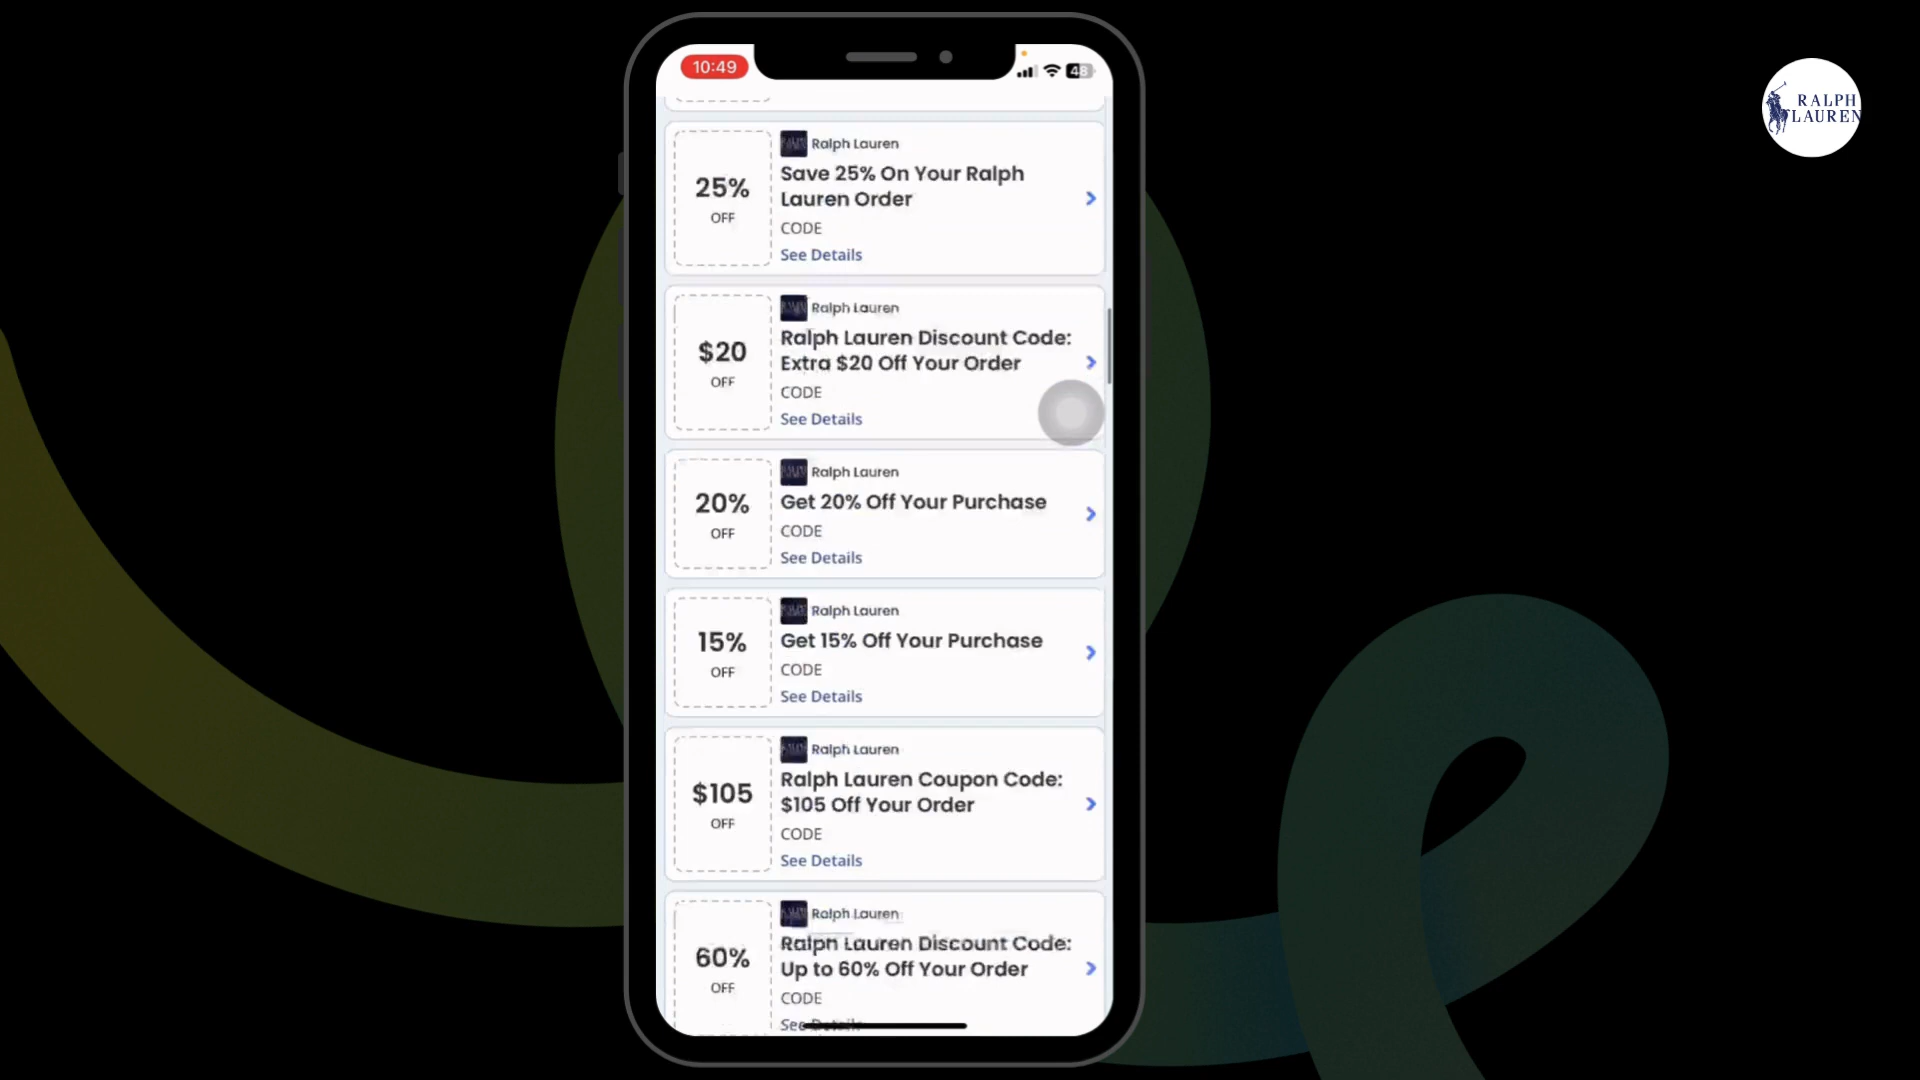 10:49
48
RALPH
LAUREN
Ralph Lauren
25%
OFF
Save 25% On Your Ralph
Lauren Order
CODE
See Details
Ralph Lauren
$20
OFF
Ralph Lauren Discount Code:
Extra $20 Off Your Order
CODE
See Details
Ralph Lauren
20%
OFF
Get 20% Off Your Purchase
CODE
See Details
Ralph Lauren
15%
OFF
Get 15% Off Your Purchase
CODE
See Details
Ralph Lauren
$105
OFF
Ralph Lauren Coupon Code:
$105 Off Your Order
CODE
See Details
Ralph Lauren
60%
OFF
Ralph Lauren Discount Code:
Up to 60% Off Your Order
CODE
See Details